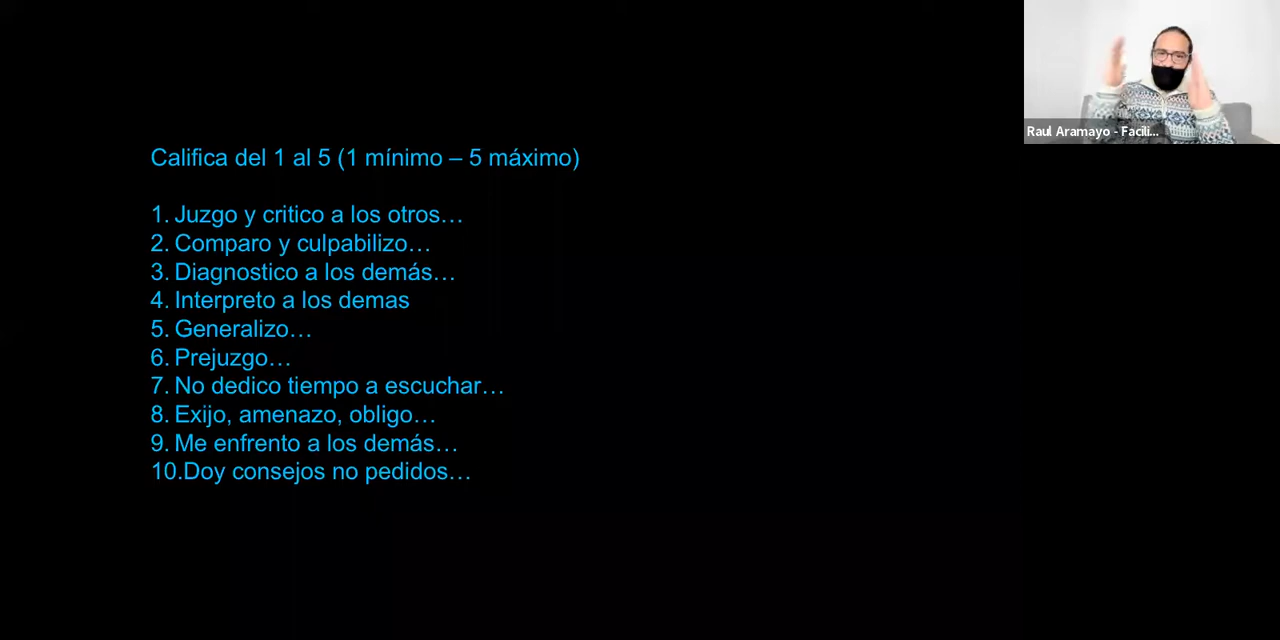 Califica del 1 al 5 (1 mínimo – 5 máximo)
1. Juzgo y critico a los otros…
2. Comparo y culpabilizo…
3. Diagnostico a los demás…
4. Interpreto a los demas
5. Generalizo…
6. Prejuzgo…
7. No dedico tiempo a escuchar…
8. Exijo, amenazo, obligo…
9. Me enfrento a los demás…
10.Doy consejos no pedidos…
Raul Aramayo - Facili...